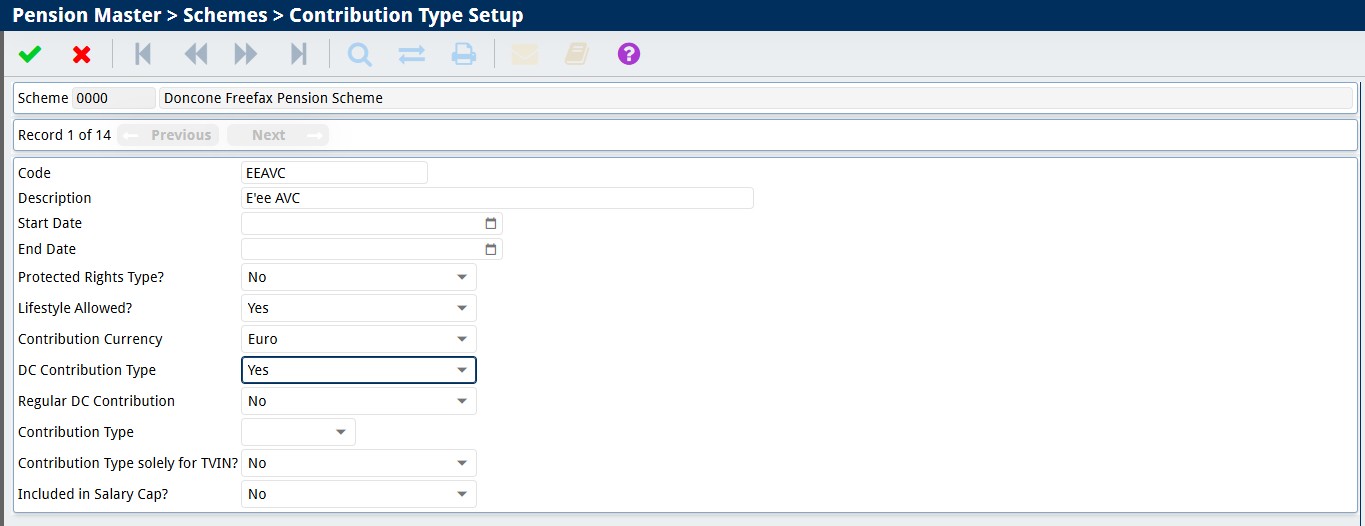 Pension Master > Schemes > Contribution Type Setup
?
Scheme 0000 Doncone Freefax Pension Scheme
Record 1 of 14 Previous Next
Code EEAVC
Description E'ee AVC
Start Date
End Date
Protected Rights Type? No
Lifestyle Allowed? Yes
Contribution Currency Euro
DC Contribution Type Yes
Regular DC Contribution No
Contribution Type
Contribution Type solely for TVIN? No
Included in Salary Cap? No